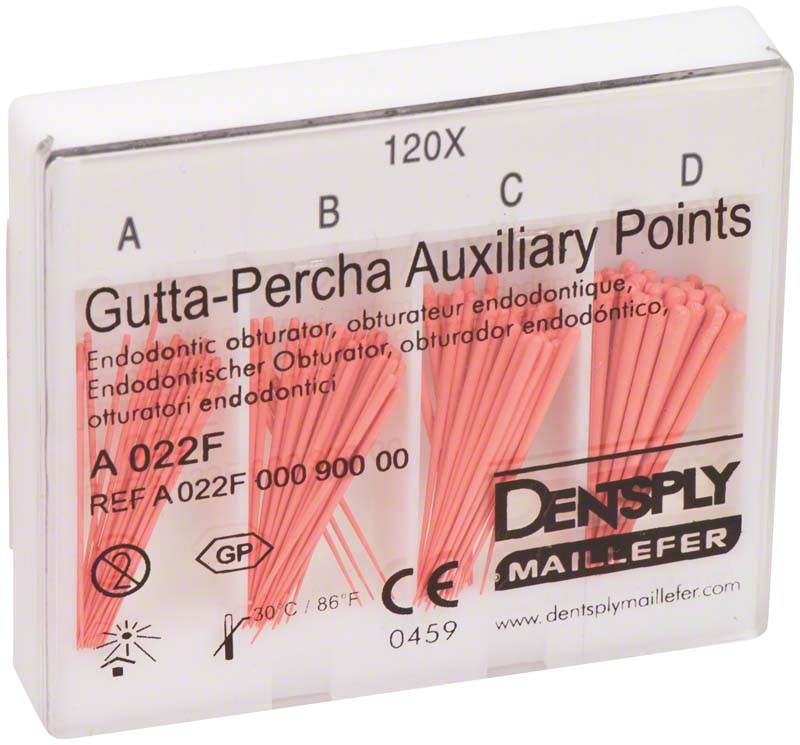 120X
A B C D
Gutta-Percha Auxiliary Points
Endodontic obturator, obturateur endodontique,
Endodontischer Obturator, obturador endodóntico,
otturatori endodontici
A 022F
REF A 022F 000 900 00
2
GP
30°C / 86°F
CE
0459
DENTSPLY
MAILLEFER
www.dentsplymaillefer.com